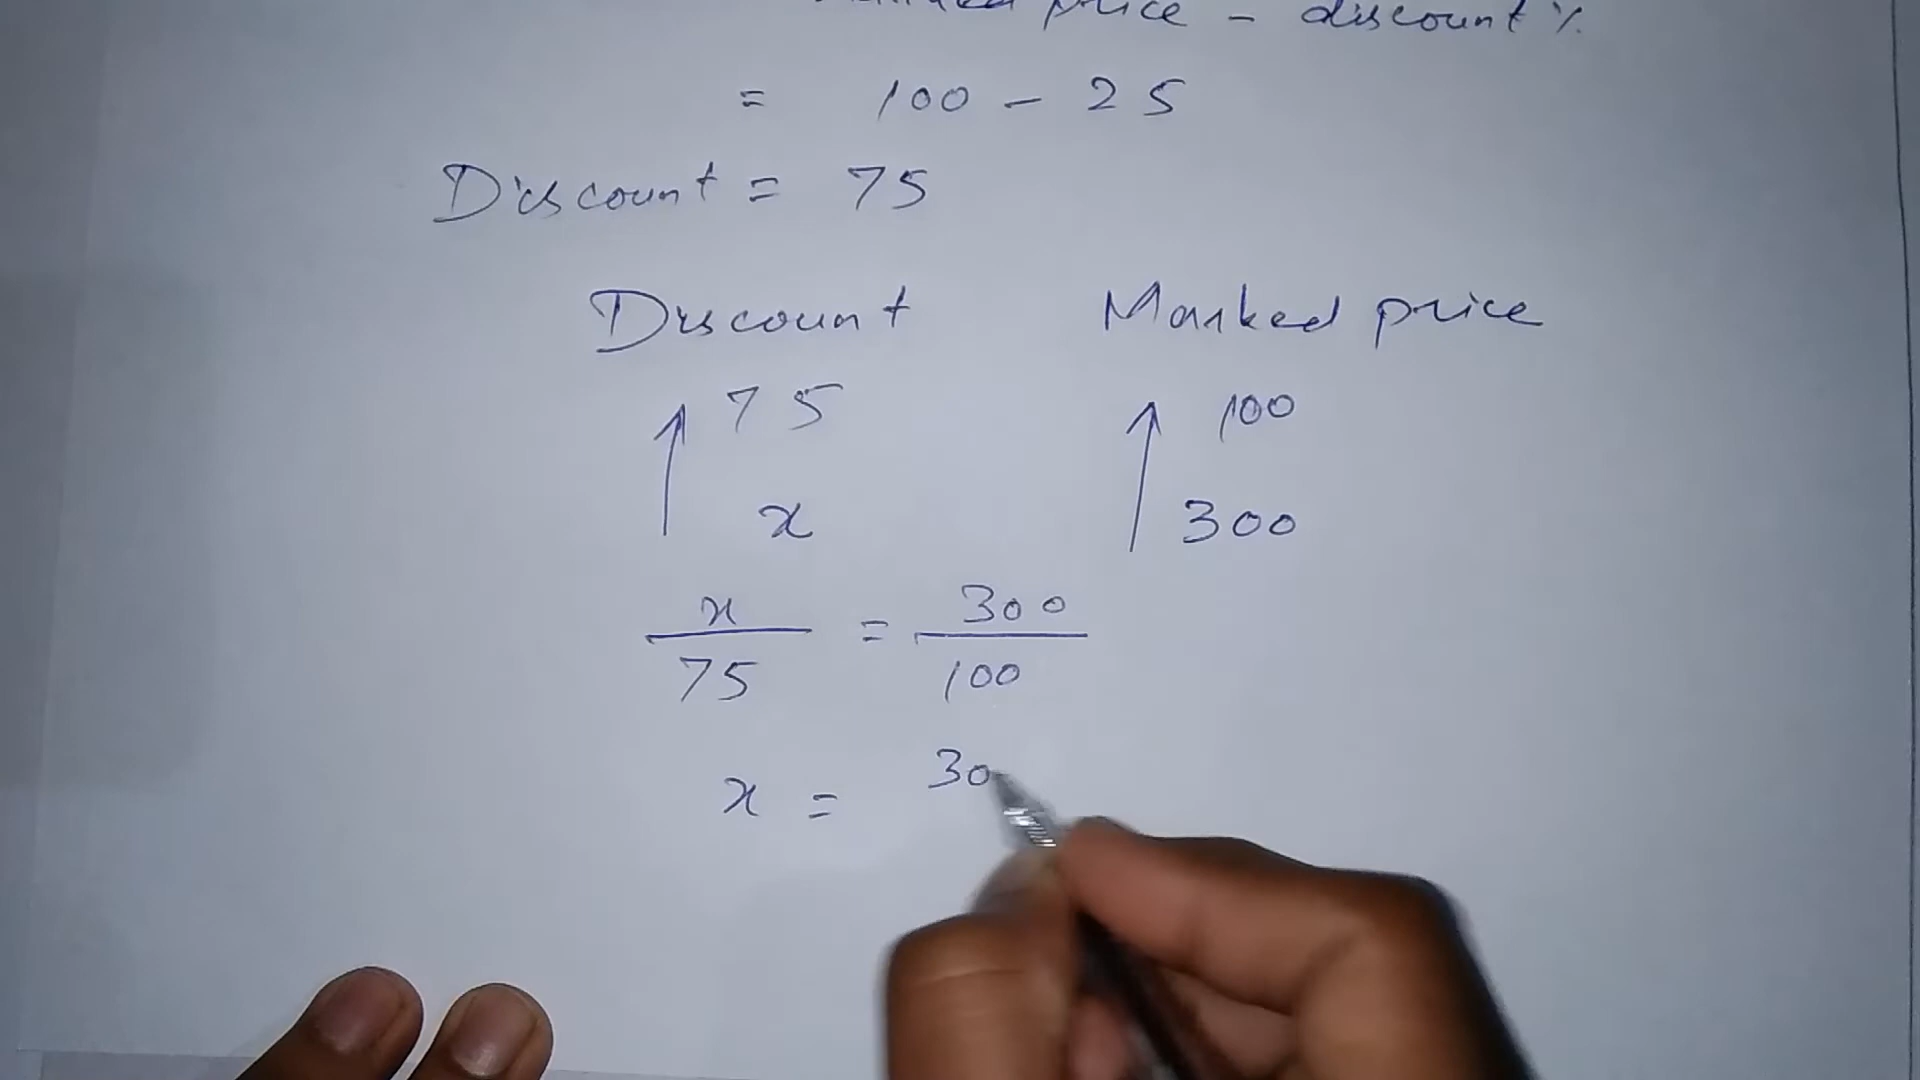 price - discount %
= 100 - 25
Discount = 75
Discount Marked price
75 100
x 300
x = 300
75 100
x = 30